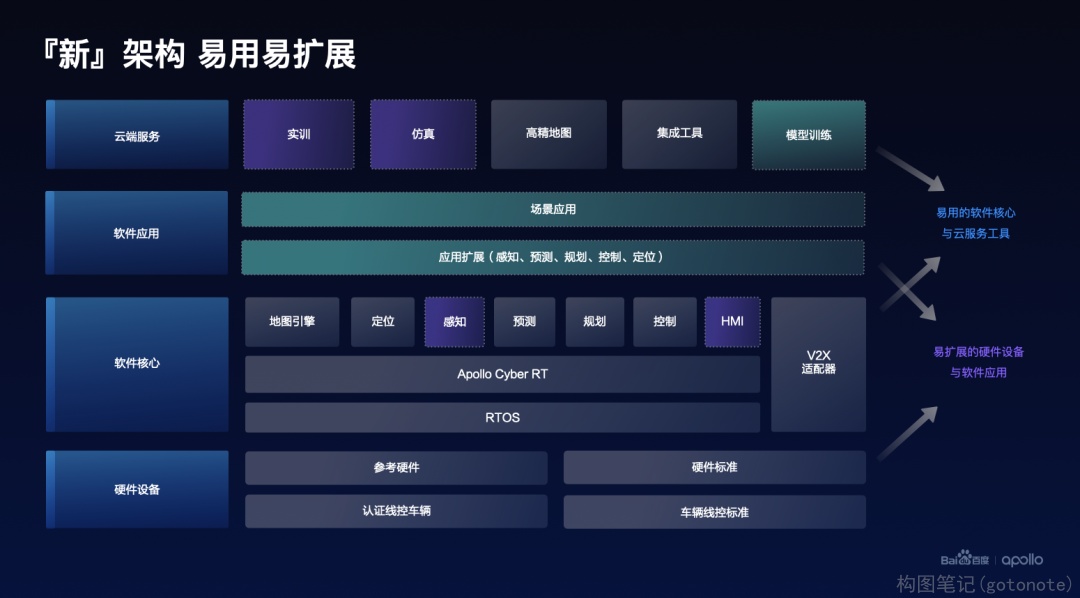 『新』架构 易用易扩展
云端服务
实训
仿真
高精地图
集成工具
模型训练
软件应用
场景应用
应用扩展（感知、预测、规划、控制、定位）
易用的软件核心
与云服务工具
软件核心
地图引擎
定位
感知
预测
规划
控制
HMI
V2X
适配器
Apollo Cyber RT
RTOS
易扩展的硬件设备
与软件应用
硬件设备
参考硬件
硬件标准
认证线控车辆
车辆线控标准
Bai百度 | apollo
构图笔记(gotonote)